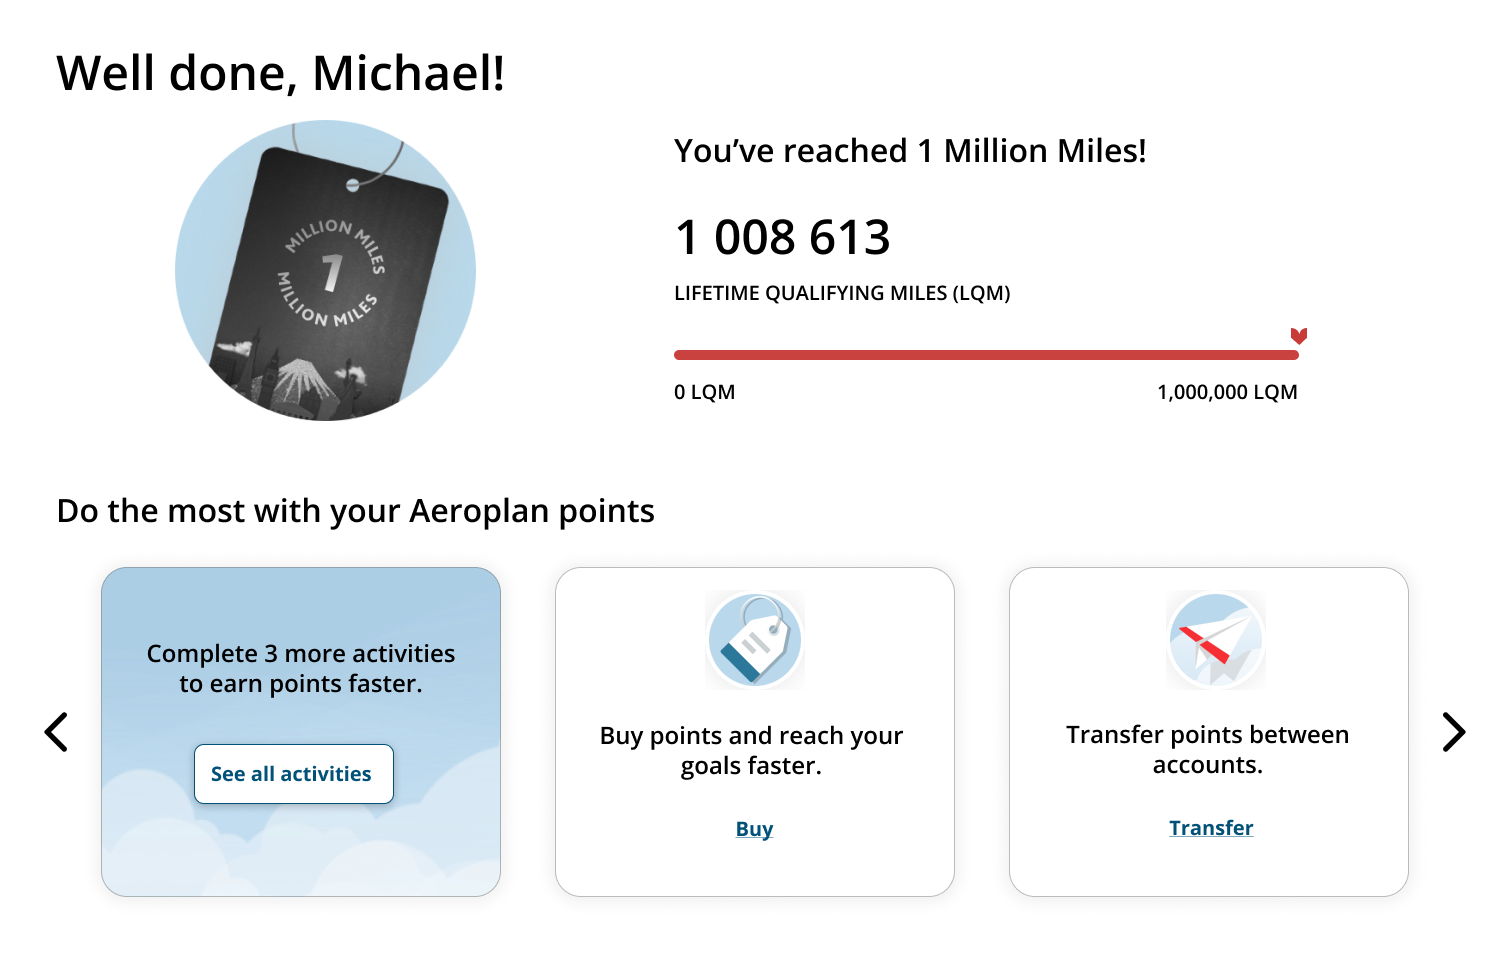 Well done, Michael!
MILLION MILES
1
MILLION MILES
You’ve reached 1 Million Miles!
1 008 613
LIFETIME QUALIFYING MILES (LQM)
0 LQM
1,000,000 LQM
Do the most with your Aeroplan points
Complete 3 more activities
to earn points faster.
See all activities
Buy points and reach your
goals faster.
Buy
Transfer points between
accounts.
Transfer